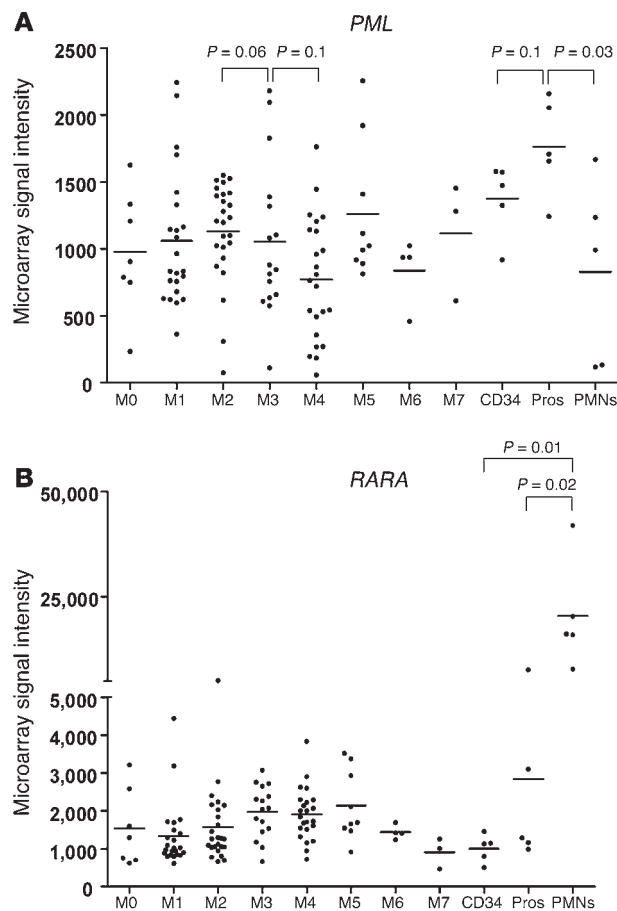 A
PML
P = 0.06
P = 0.1
P = 0.1
P = 0.03
Microarray signal intensity
2500
2000
1500
1000
500
0
M0 M1 M2 M3 M4 M5 M6 M7 CD34 Pros PMNs
B
RARA
P = 0.01
P = 0.02
Microarray signal intensity
50,000
25,000
5,000
4,000
3,000
2,000
1,000
0
M0 M1 M2 M3 M4 M5 M6 M7 CD34 Pros PMNs